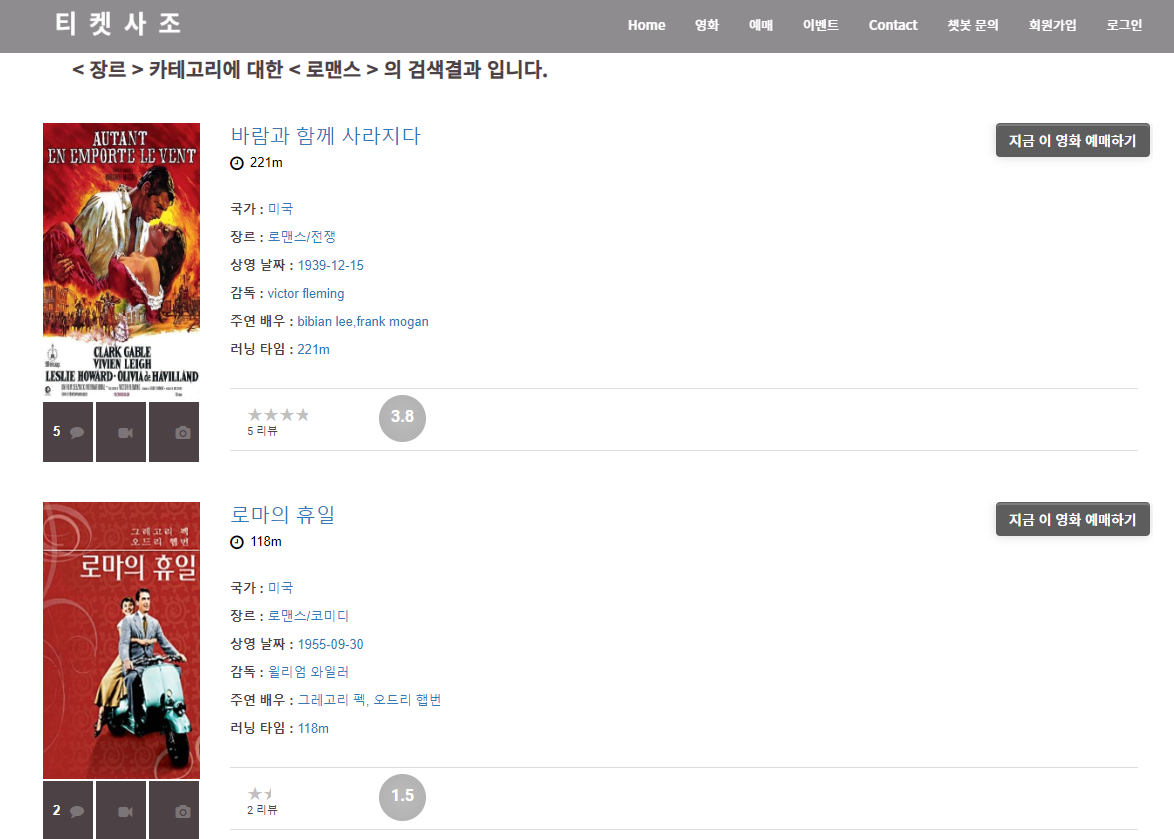 티 켓 사 조
Home 영화 예매 이벤트 Contact 챗봇 문의 회원가입 로그인
< 장르 > 카테고리에 대한 < 로맨스 > 의 검색결과 입니다.
AUTANT
EN EMPORTE LE VENT
CLARK GABLE
VIVIEN LEIGH
LESLIE HOWARD · OLIVIA de HAVILLAND
바람과 함께 사라지다
지금 이 영화 예매하기
221m
국가 : 미국
장르 : 로맨스/전쟁
상영 날짜 : 1939-12-15
감독 : victor fleming
주연 배우 : bibian lee,frank mogan
러닝 타임 : 221m
5
3.8
5 리뷰
그레고리 펙
오드리 헵번
로마의 휴일
로마의 휴일
지금 이 영화 예매하기
118m
국가 : 미국
장르 : 로맨스/코미디
상영 날짜 : 1955-09-30
감독 : 윌리엄 와일러
주연 배우 : 그레고리 펙, 오드리 햅번
러닝 타임 : 118m
2
1.5
2 리뷰